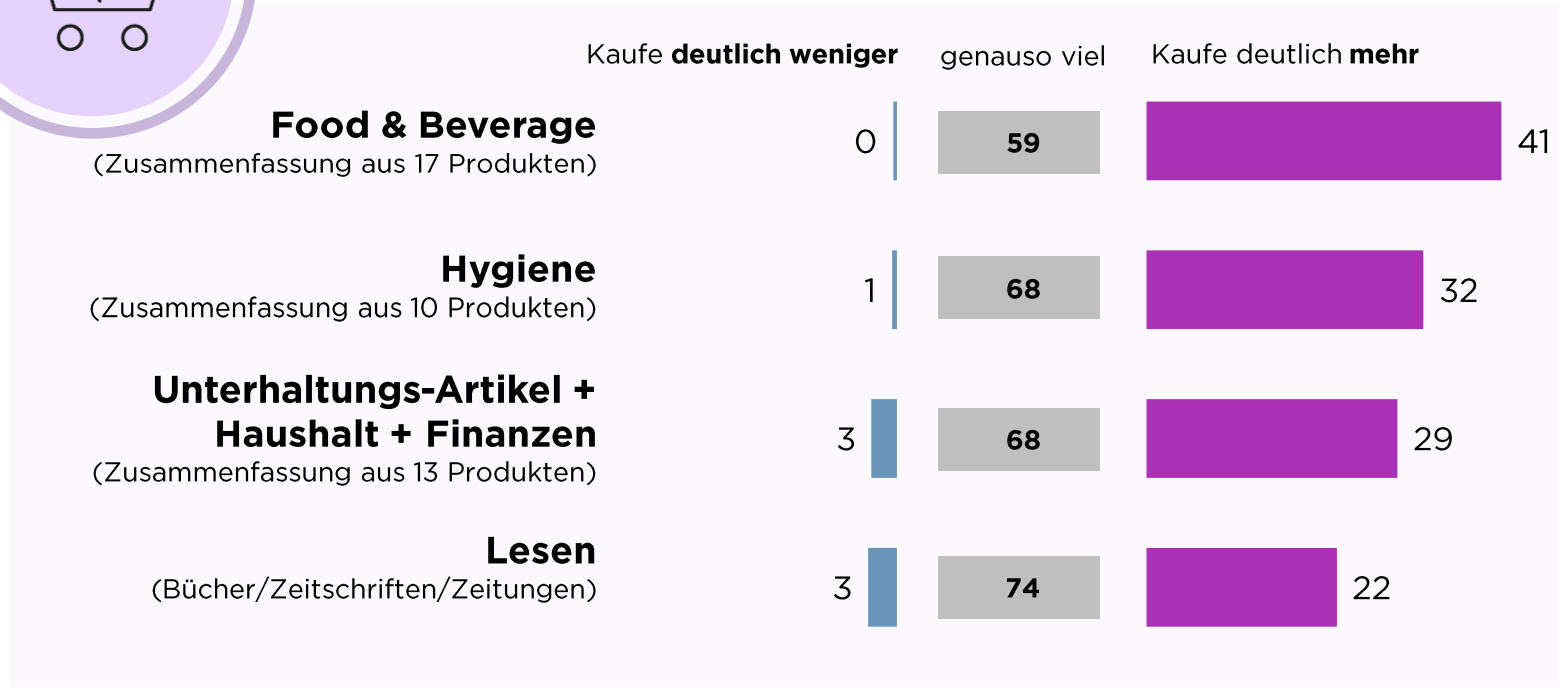 Kaufe deutlich weniger genauso viel Kaufe deutlich mehr
Food & Beverage
(Zusammenfassung aus 17 Produkten)
0 59 41
Hygiene
(Zusammenfassung aus 10 Produkten)
1 68 32
Unterhaltungs-Artikel +
Haushalt + Finanzen
(Zusammenfassung aus 13 Produkten)
3 68 29
Lesen
(Bücher/Zeitschriften/Zeitungen)
3 74 22